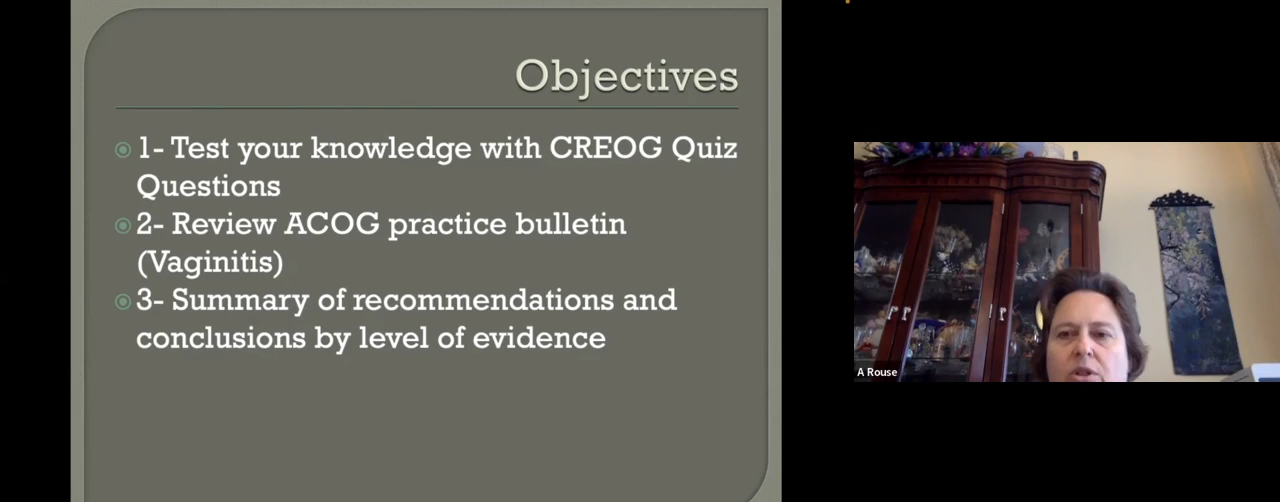 Objectives
1- Test your knowledge with CREOG Quiz
Questions
2- Review ACOG practice bulletin
(Vaginitis)
3- Summary of recommendations and
conclusions by level of evidence
A Rouse